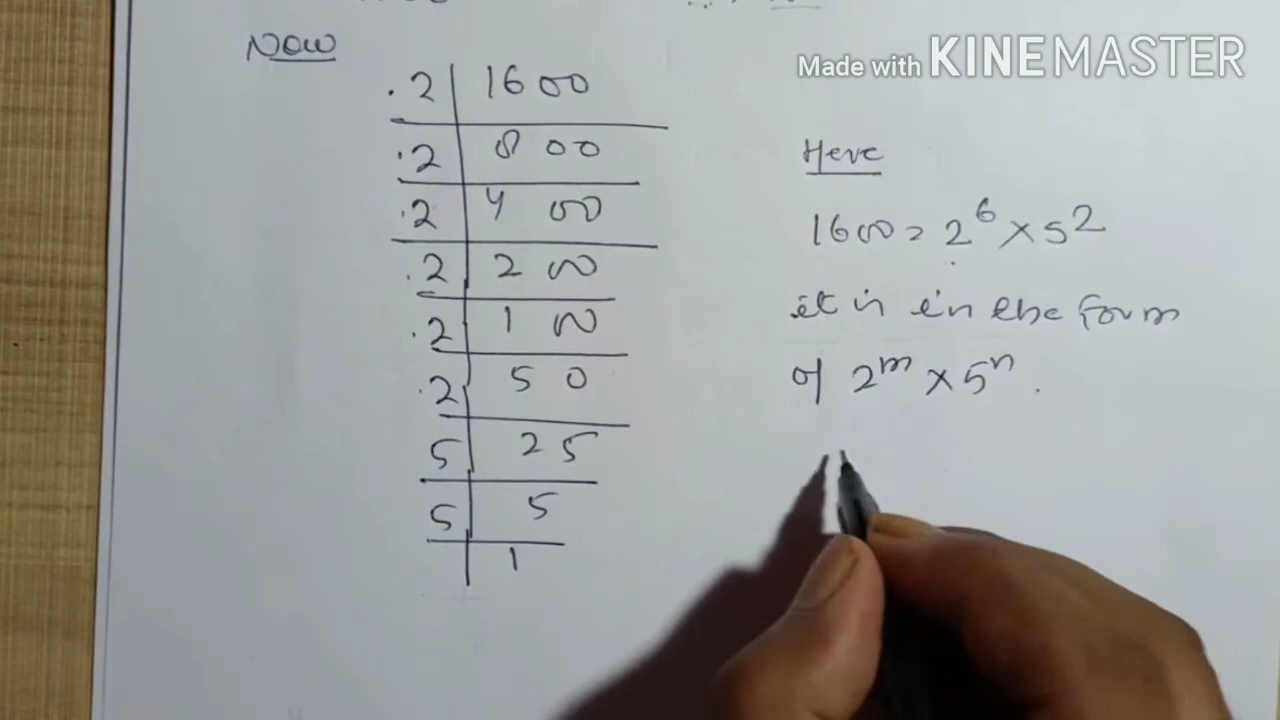 Now
Made with KINEMASTER
.2 | 1600
.2 | 800
.2 | 400
.2 | 200
.2 | 100
.2 | 50
5 | 25
5 | 5
1
Here
1600 = 2^6 × 5^2
it is in the form
of 2^m × 5^n .